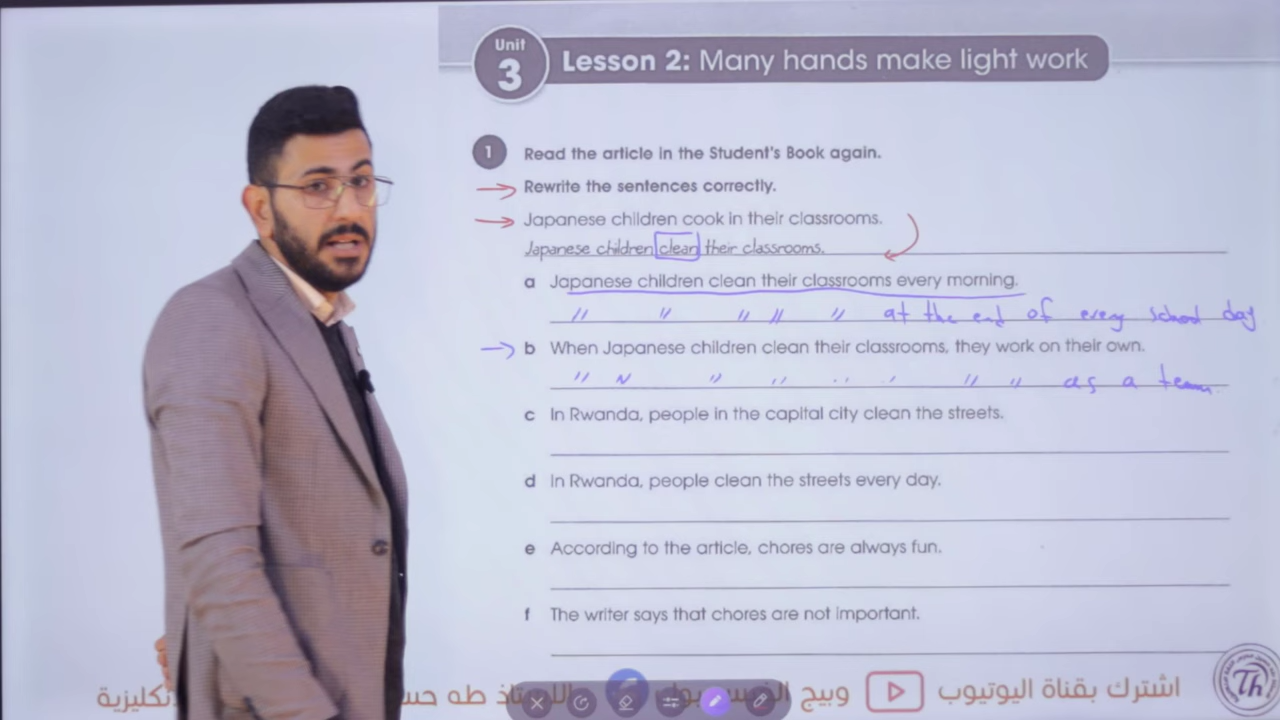 Unit
3
Lesson 2: Many hands make light work
1 Read the article in the Student's Book again.
Rewrite the sentences correctly.
Japanese children cook in their classrooms.
Japanese children clean their classrooms.
a Japanese children clean their classrooms every morning.
" " " " " at the end of every school day
b When Japanese children clean their classrooms, they work on their own.
" " " " " " " " as a team
c In Rwanda, people in the capital city clean the streets.
d In Rwanda, people clean the streets every day.
e According to the article, chores are always fun.
f The writer says that chores are not important.
اشترك بقناة اليوتيوب وبيج طه
Th